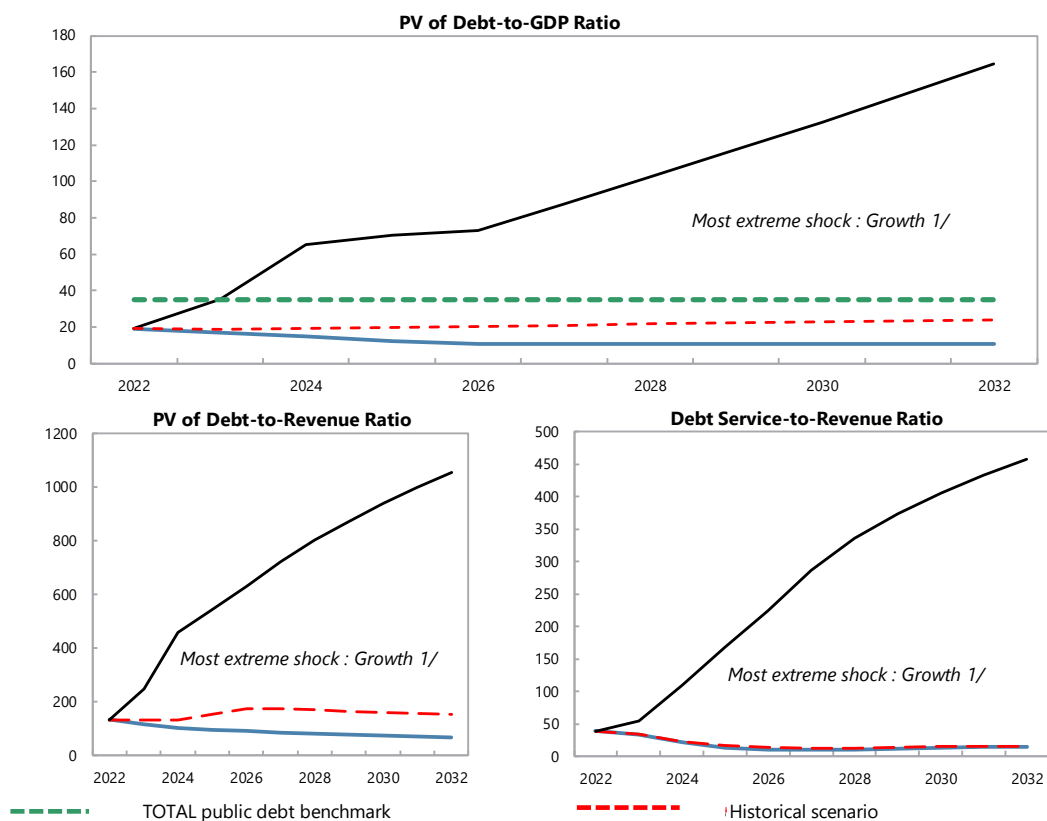 PV of Debt-to-GDP Ratio
180
160
140
120
100
80
60
40
20
0
Most extreme shock : Growth 1/
2022 2024 2026 2028 2030 2032
PV of Debt-to-Revenue Ratio
1200
1000
800
600
400
200
0
Most extreme shock : Growth 1/
2022 2024 2026 2028 2030 2032
Debt Service-to-Revenue Ratio
500
450
400
350
300
250
200
150
100
50
0
Most extreme shock : Growth 1/
2022 2024 2026 2028 2030 2032
TOTAL public debt benchmark
Historical scenario